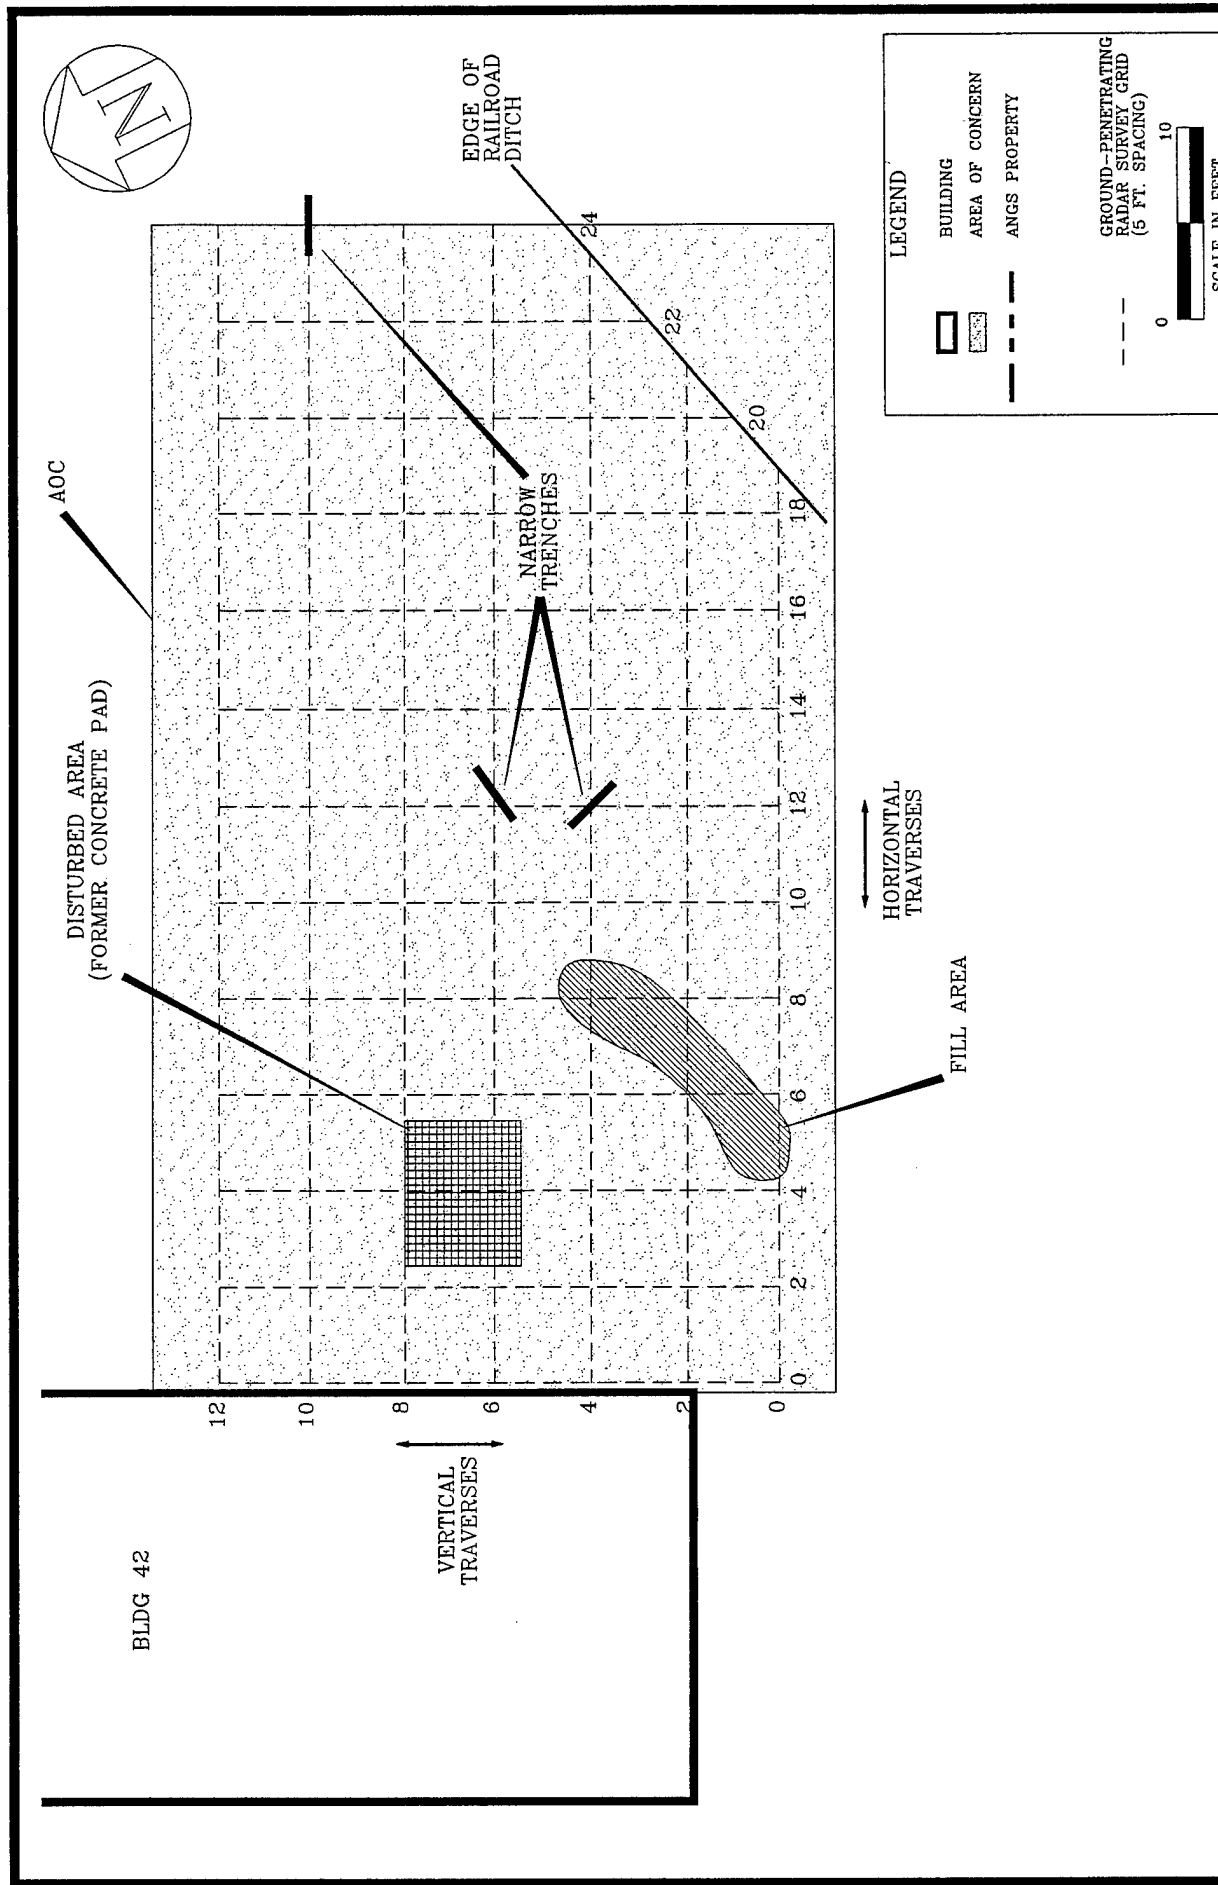 N
AOC
EDGE OF
RAILROAD
DITCH
DISTURBED AREA
(FORMER CONCRETE PAD)
NARROW
TRENCHES
BLDG 42
VERTICAL
TRAVERSES
12
10
8
6
4
2
0
0
2
4
6
8
10
12
14
16
18
20
22
24
HORIZONTAL
TRAVERSES
FILL AREA
LEGEND
BUILDING
AREA OF CONCERN
ANGS PROPERTY
GROUND-PENETRATING
RADAR SURVEY GRID
(5 FT. SPACING)
0 10
SCALE IN FEET